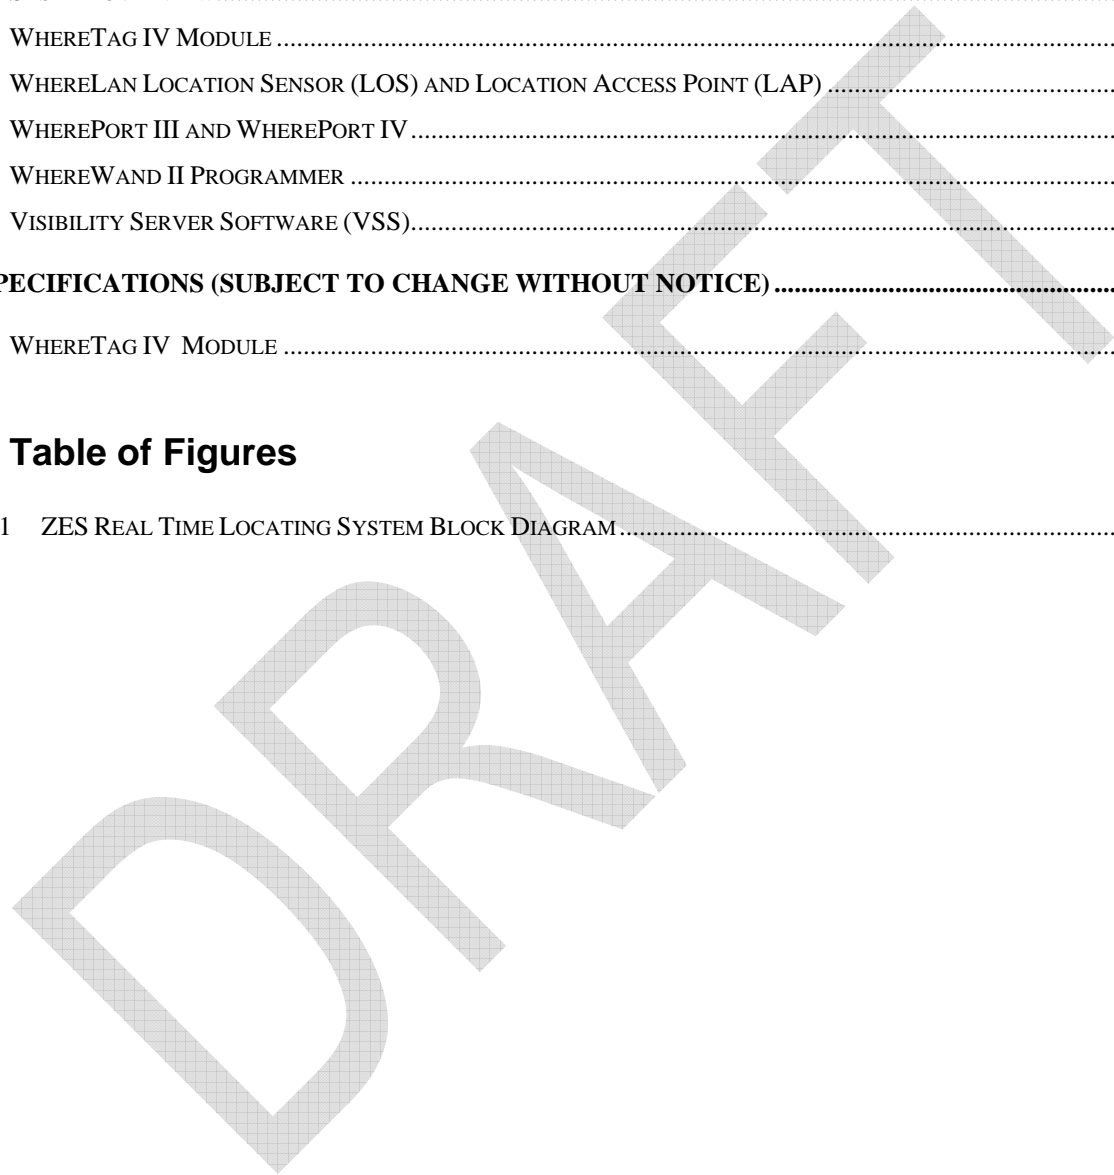 WHERETAG IV MODULE ................................................................................
WHERELAN LOCATION SENSOR (LOS) AND LOCATION ACCESS POINT (LAP) ................................
WHEREPORT III AND WHEREPORT IV ................................................................
WHEREWAND II PROGRAMMER ................................................................
VISIBILITY SERVER SOFTWARE (VSS) ................................................................
PECIFICATIONS (SUBJECT TO CHANGE WITHOUT NOTICE) ................................
WHERETAG IV MODULE ................................................................
Table of Figures
1 ZES REAL TIME LOCATING SYSTEM BLOCK DIAGRAM ................................
DRAFT